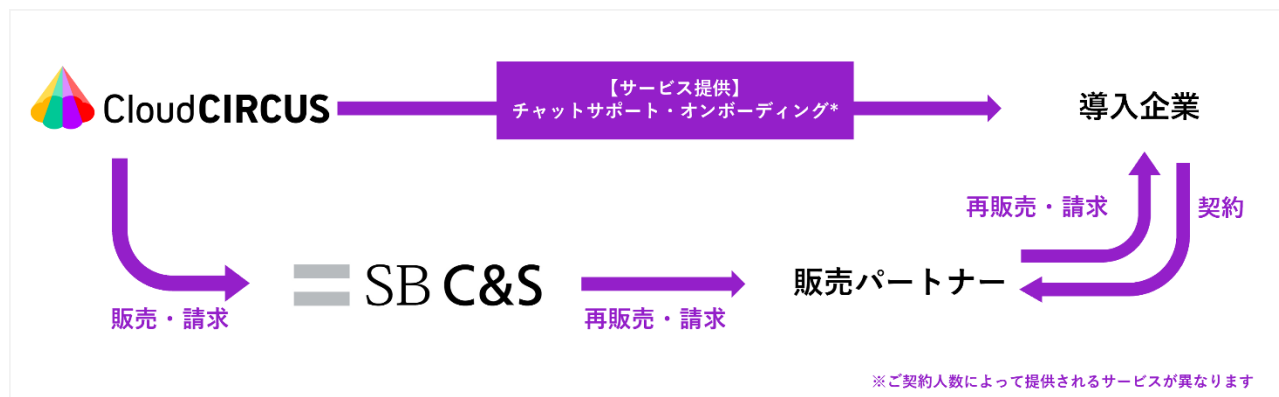 【サービス提供】
チャットサポート・オンボーディング*
CloudCIRCUS
導入企業
再販売・請求
契約
SB C&S
販売パートナー
販売・請求
再販売・請求
※ご契約人数によって提供されるサービスが異なります